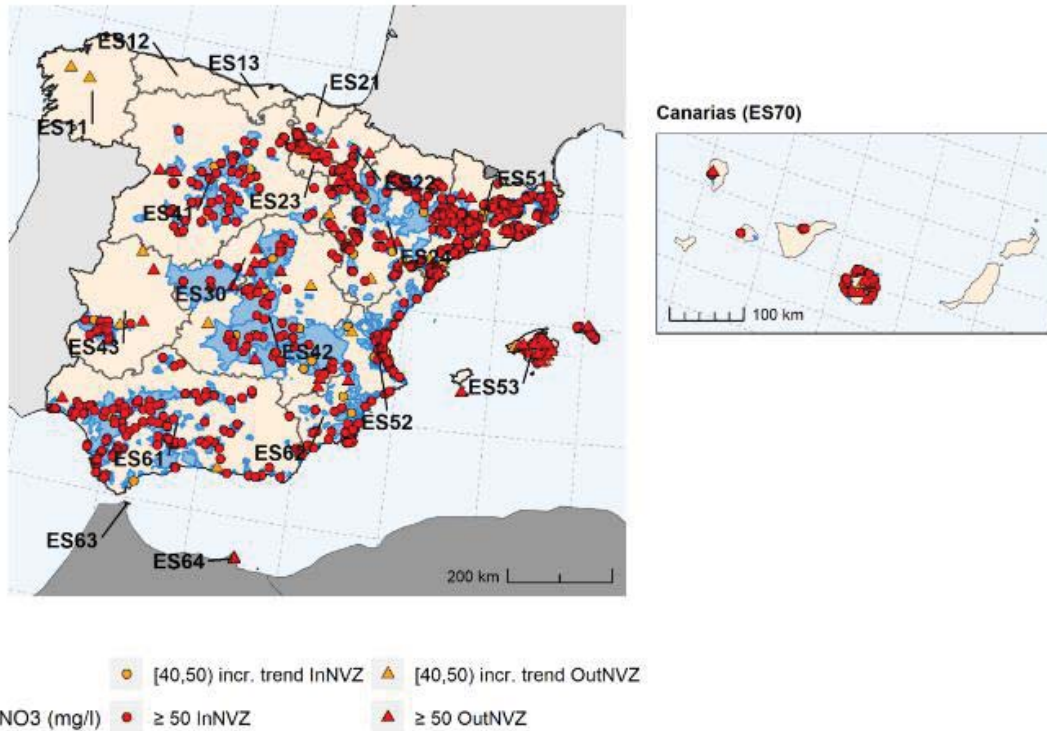 ES12
ES13
ES21
ES11
Canarias (ES70)
ES22
ES51
ES41
ES23
ES24
ES30
100 km
ES43
ES42
ES53
ES52
ES61
ES62
ES63
ES64
200 km
[40,50) incr. trend InNVZ
[40,50) incr. trend OutNVZ
NO3 (mg/l)
≥ 50 InNVZ
≥ 50 OutNVZ